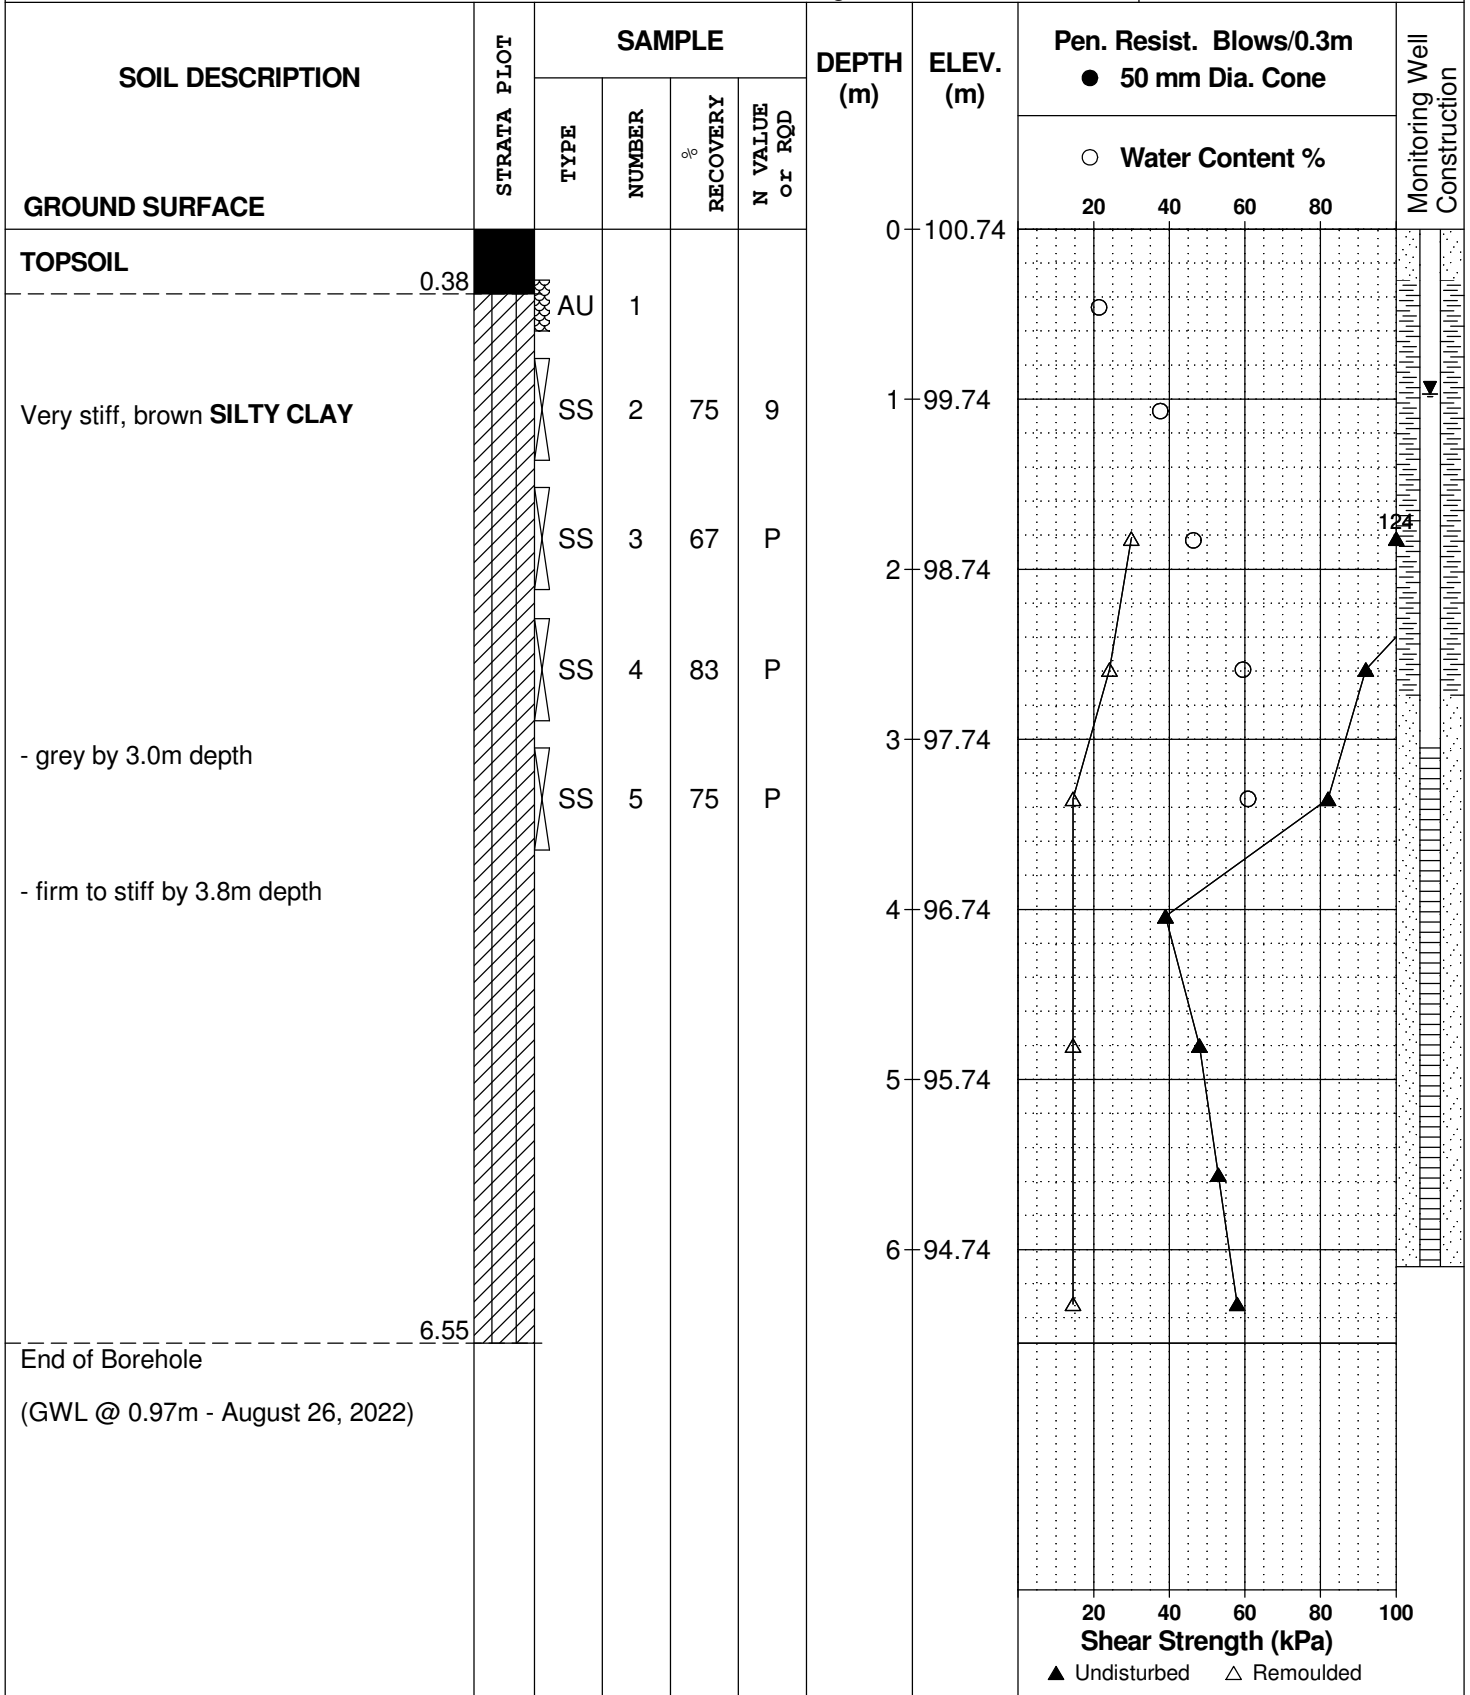 SOIL DESCRIPTION
GROUND SURFACE
STRATA PLOT
SAMPLE
TYPE
NUMBER
%
RECOVERY
N VALUE
or RQD
DEPTH
(m)
ELEV.
(m)
Pen. Resist. Blows/0.3m
● 50 mm Dia. Cone
○ Water Content %
20 40 60 80
Monitoring Well
Construction
0 100.74
TOPSOIL
0.38
AU 1
Very stiff, brown SILTY CLAY
SS 2 75 9
1 99.74
124
SS 3 67 P
2 98.74
SS 4 83 P
- grey by 3.0m depth
3 97.74
SS 5 75 P
- firm to stiff by 3.8m depth
4 96.74
5 95.74
6 94.74
6.55
End of Borehole
(GWL @ 0.97m - August 26, 2022)
20 40 60 80 100
Shear Strength (kPa)
▲ Undisturbed △ Remoulded